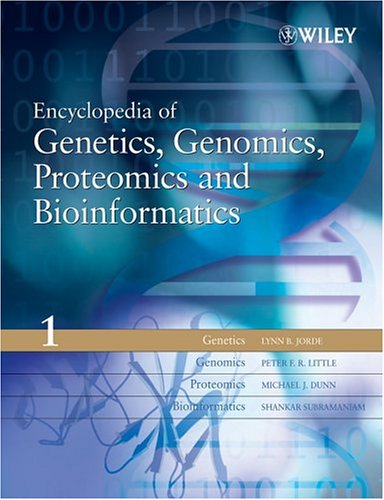 1000011101
WILEY
Encyclopedia of
Genetics, Genomics,
Proteomics and
Bioinformatics
1
Genetics LYNN B. JORDE
Genomics PETER F. R. LITTLE
Proteomics MICHAEL J. DUNN
Bioinformatics SHANKAR SUBRAMANIAM